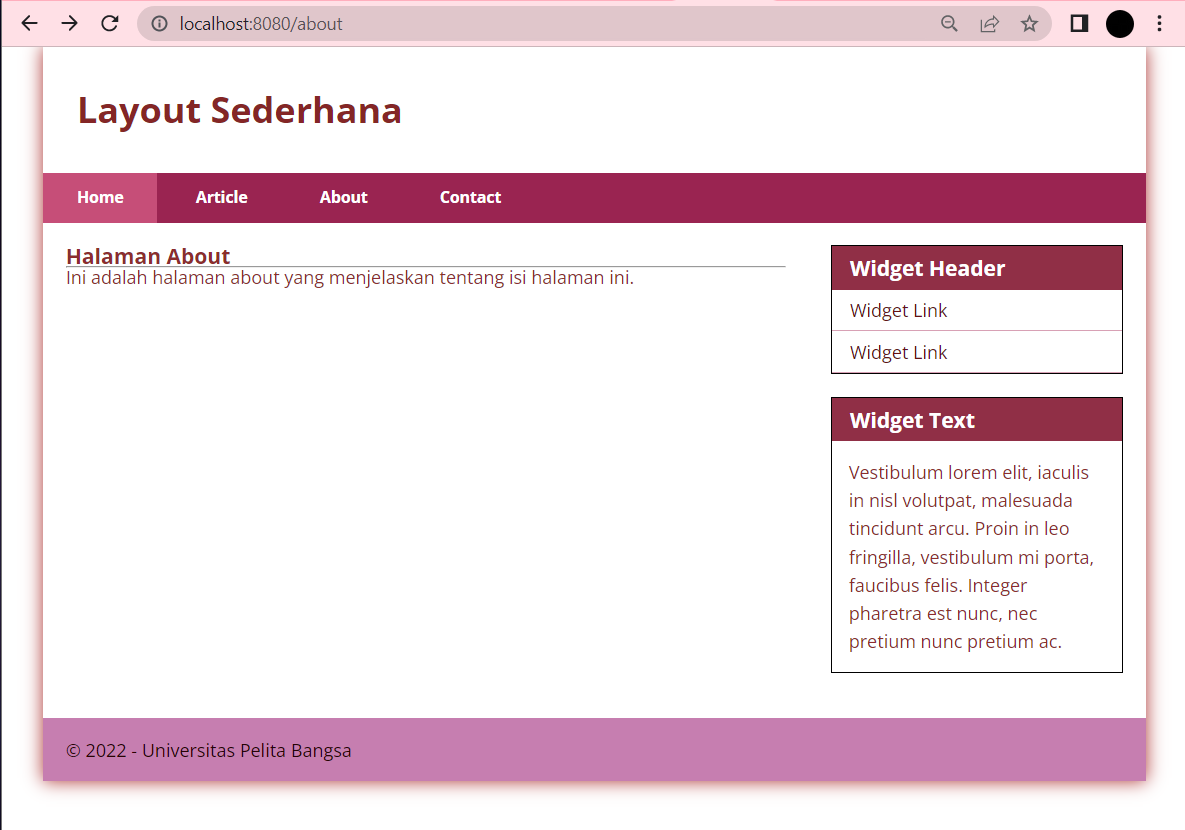 localhost:8080/about
Layout Sederhana
Home Article About Contact
Halaman About
Ini adalah halaman about yang menjelaskan tentang isi halaman ini.
Widget Header
Widget Link
Widget Link
Widget Text
Vestibulum lorem elit, iaculis
in nisl volutpat, malesuada
tincidunt arcu. Proin in leo
fringilla, vestibulum mi porta,
faucibus felis. Integer
pharetra est nunc, nec
pretium nunc pretium ac.
© 2022 - Universitas Pelita Bangsa